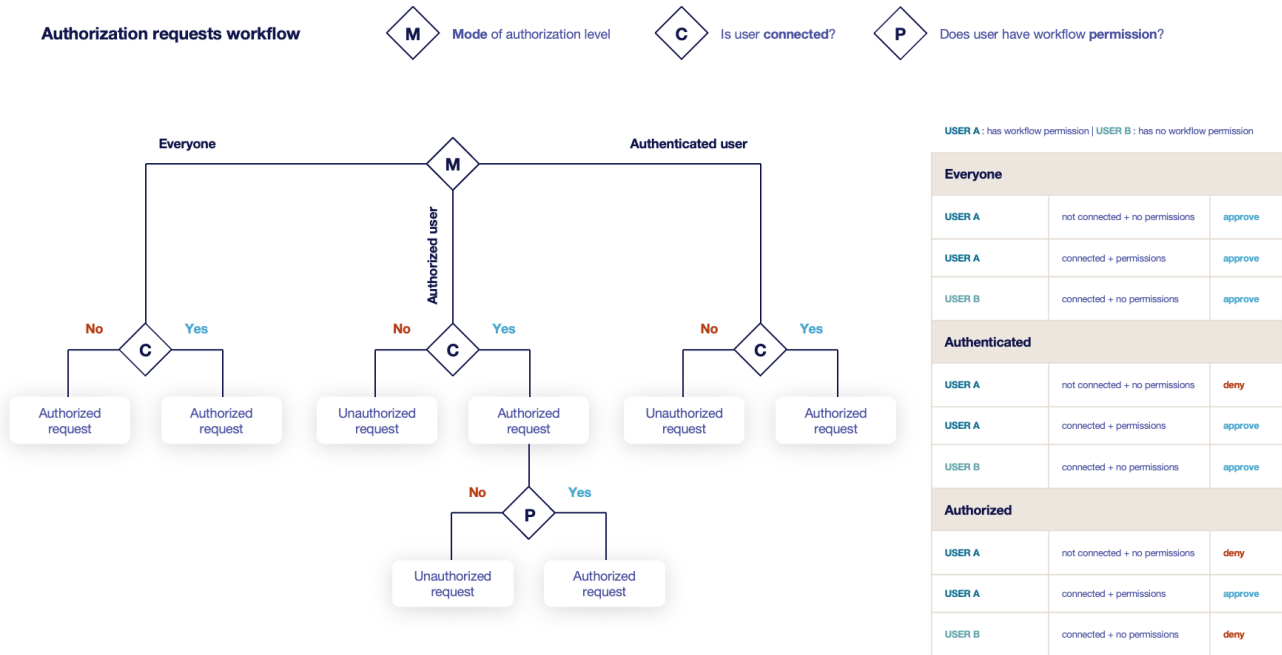 Authorization requests workflow
M
Mode of authorization level
C
Is user connected?
P
Does user have workflow permission?
Everyone
M
Authenticated user
Authorized user
No
Yes
C
No
Yes
C
No
Yes
C
Authorized
request
Authorized
request
Unauthorized
request
Authorized
request
Unauthorized
request
Authorized
request
No
Yes
P
Unauthorized
request
Authorized
request
USER A : has workflow permission | USER B : has no workflow permission
Everyone
USER A not connected + no permissions approve
USER A connected + permissions approve
USER B connected + no permissions approve
Authenticated
USER A not connected + no permissions deny
USER A connected + permissions approve
USER B connected + no permissions approve
Authorized
USER A not connected + no permissions deny
USER A connected + permissions approve
USER B connected + no permissions deny